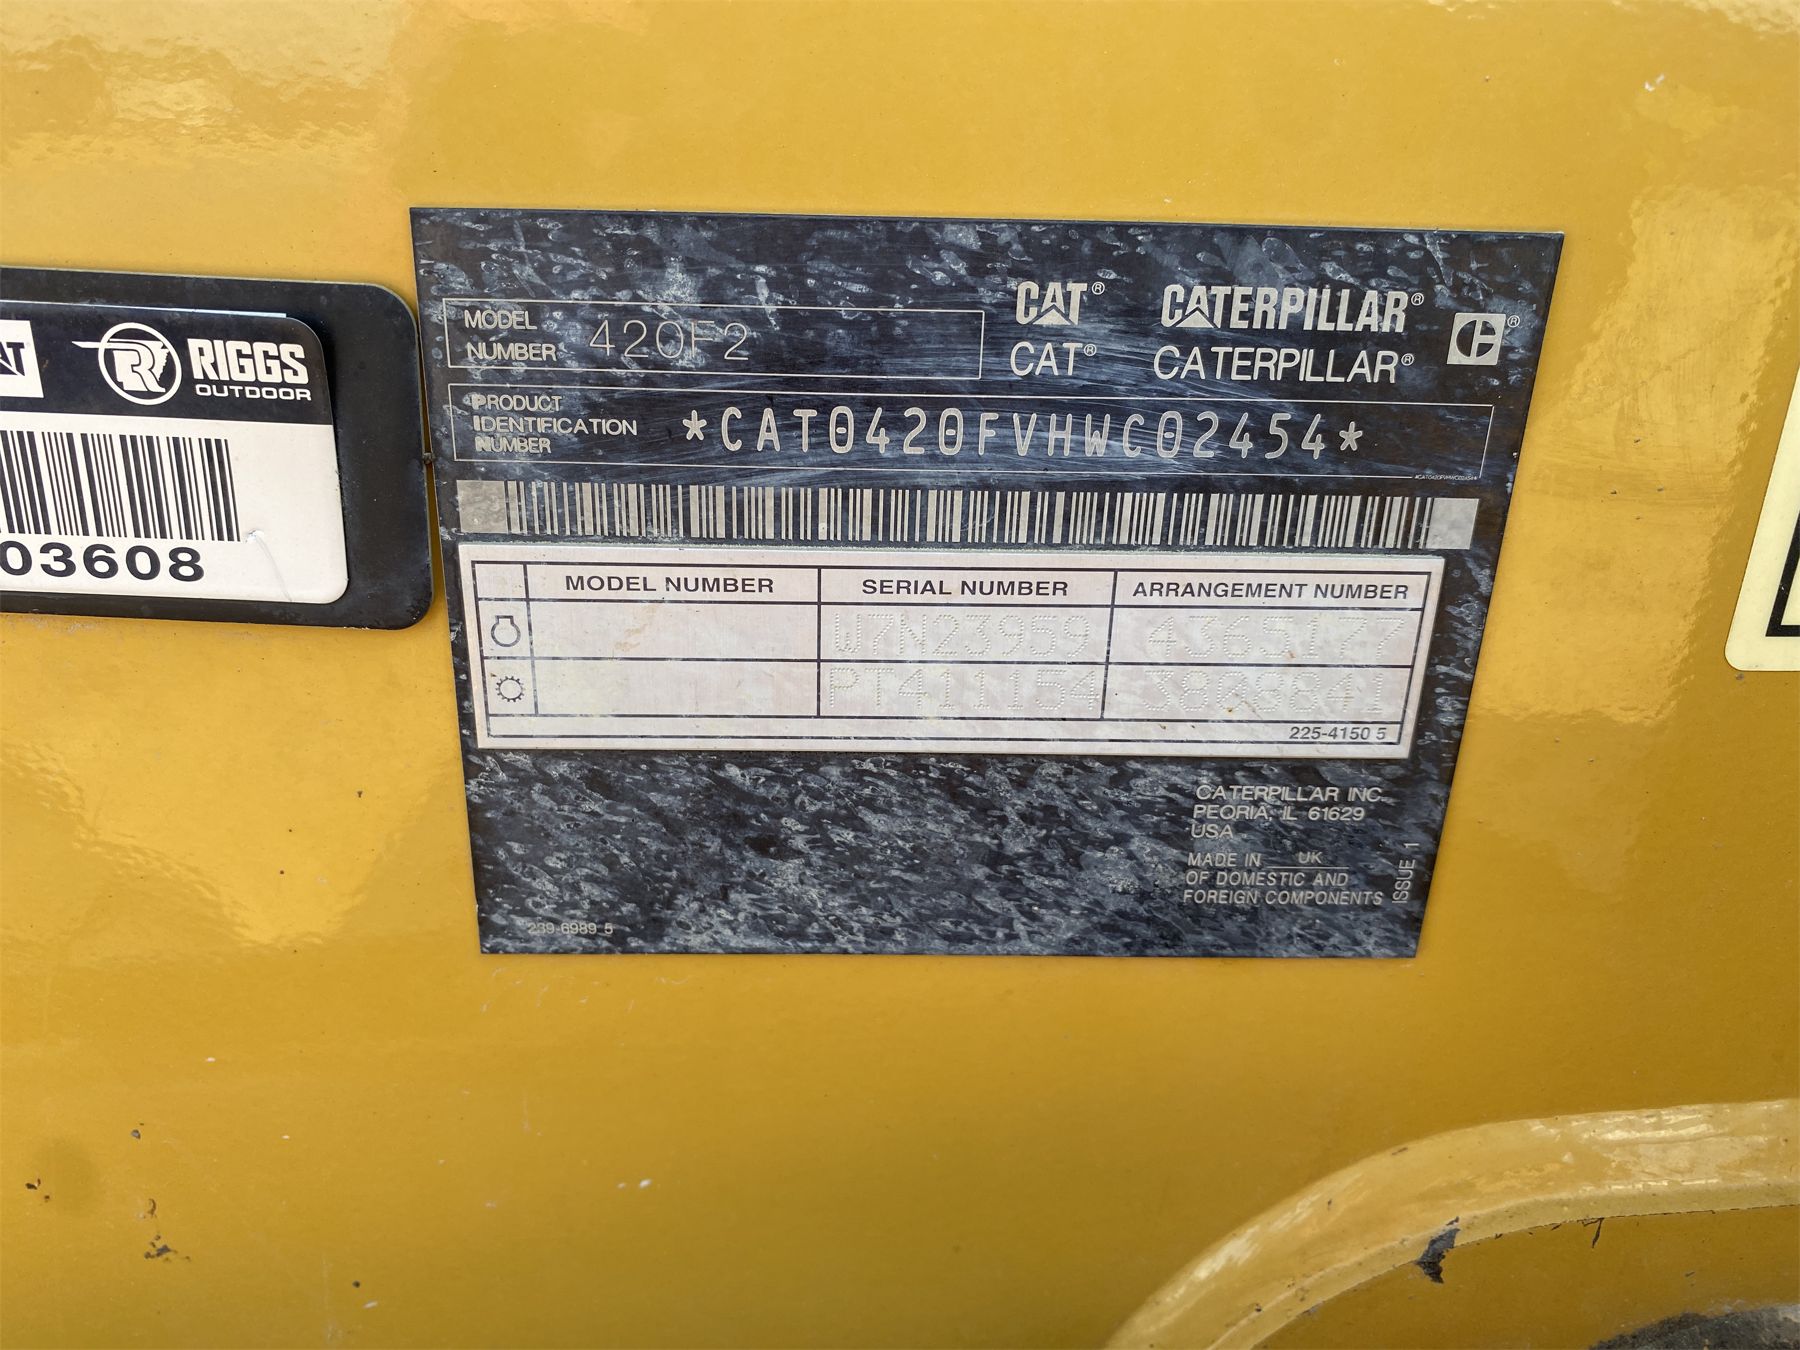 AT
RIGGS
OUTDOOR
03608
MODEL
NUMBER
420F2
CAT® CATERPILLAR®
CAT® CATERPILLAR®
PRODUCT
IDENTIFICATION
NUMBER
*CAT0420FVHWC02454*
*CAT0420FVHWC02454*
MODEL NUMBER SERIAL NUMBER ARRANGEMENT NUMBER
W7N23959 4365177
PT411154
225-4150 5
CATERPILLAR INC.
PEORIA, IL 61629
USA
MADE IN UK
OF DOMESTIC AND
FOREIGN COMPONENTS
ISSUE 1
239-6989 5